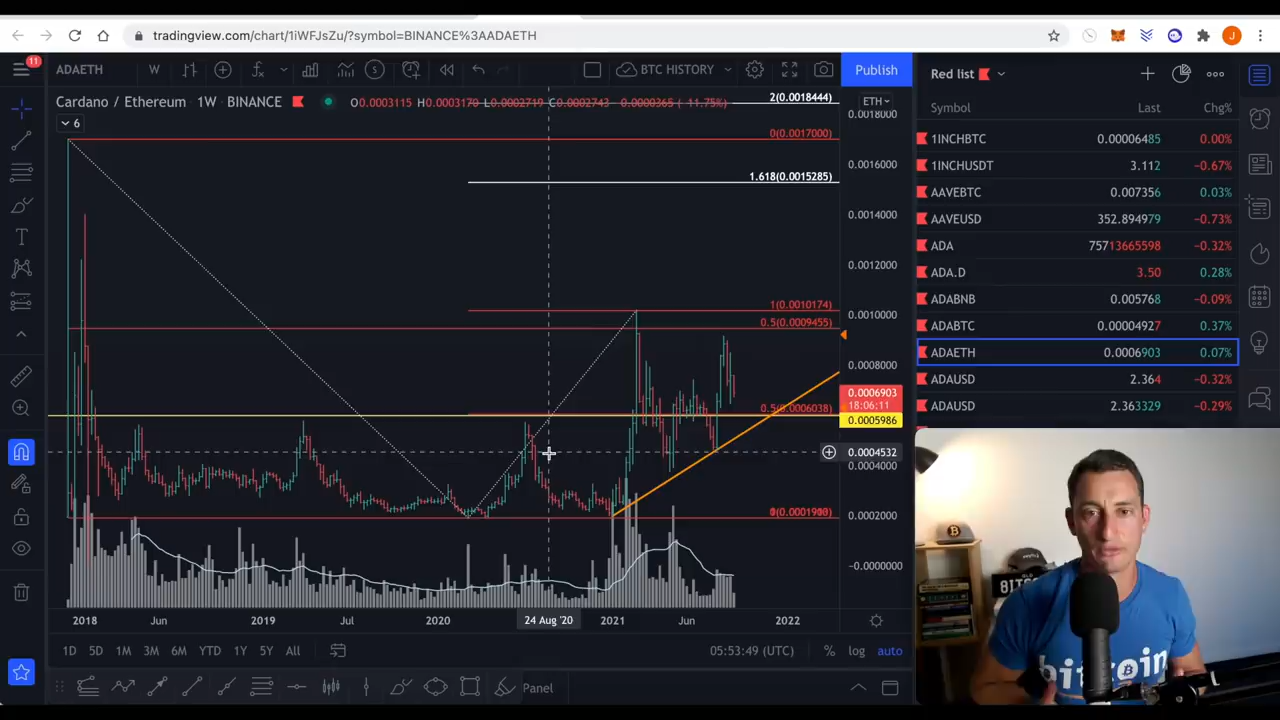 tradingview.com/chart/1iWFJsZu/?symbol=BINANCE%3AADAETH
J
11
ADAETH
W
BTC HISTORY
Publish
Red list
Cardano / Ethereum · 1W · BINANCE
O0.0003115 H0.0003170 L0.0002719 C0.0002743 −0.0000365 (−11.75%)
6
ETH
2(0.0018444)
0(0.0017000)
1.618(0.0015285)
1(0.0010174)
0.5(0.0009455)
0.5(0.0006038)
0.0018000
0.0016000
0.0014000
0.0012000
0.0010000
0.0008000
0.0006903
18:06:11
0.0005986
0.0004532
0.0004000
0.0002000
−0.0000000
2018
Jun
2019
Jul
2020
24 Aug '20
2021
Jun
2022
1D 5D 1M 3M 6M YTD 1Y 5Y All
05:53:49 (UTC)
% log auto
Panel
Symbol Last Chg%
1INCHBTC 0.00006485 0.00%
1INCHUSDT 3.112 −0.67%
AAVEBTC 0.007356 0.03%
AAVEUSD 352.894979 −0.73%
ADA 75713665598 −0.32%
ADA.D 3.50 0.28%
ADABNB 0.005768 −0.09%
ADABTC 0.00004927 0.37%
ADAETH 0.0006903 0.07%
ADAUSD 2.364 −0.32%
ADAUSD 2.363329 −0.29%
B
bitcoin